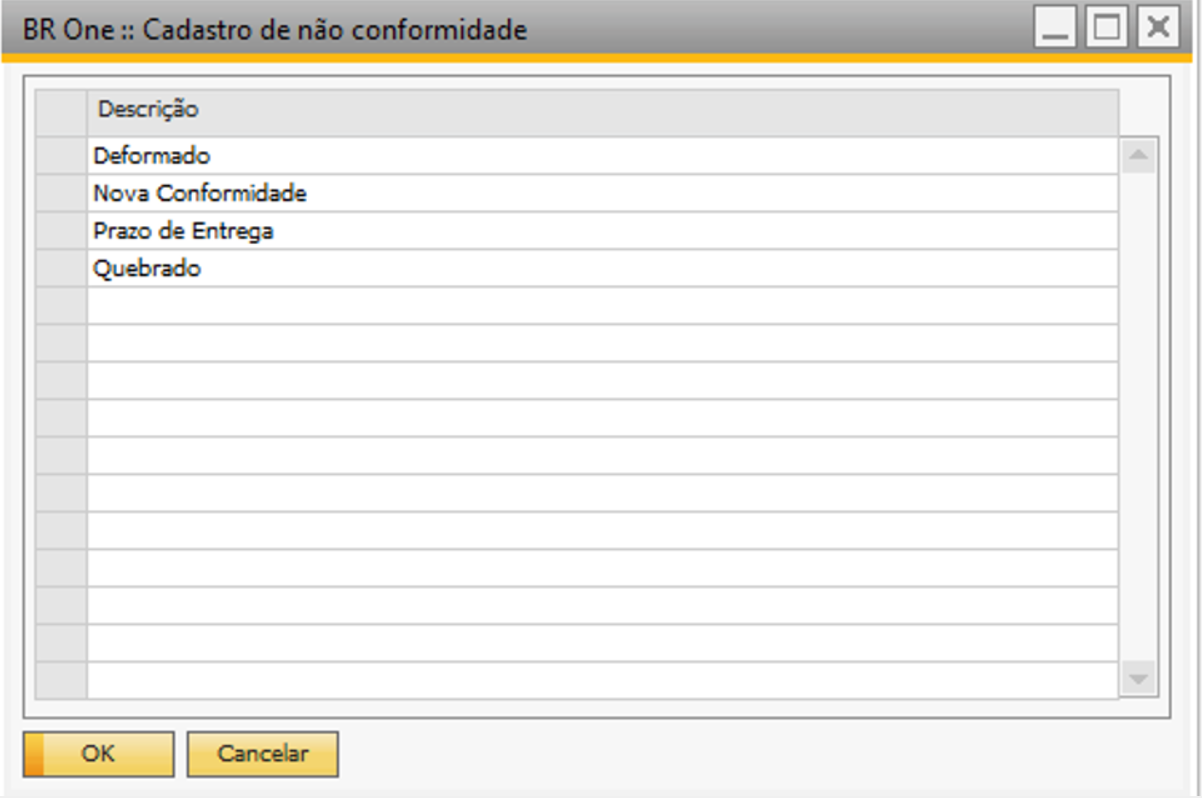 BR One :: Cadastro de não conformidade
Descrição
Deformado
Nova Conformidade
Prazo de Entrega
Quebrado
OK
Cancelar